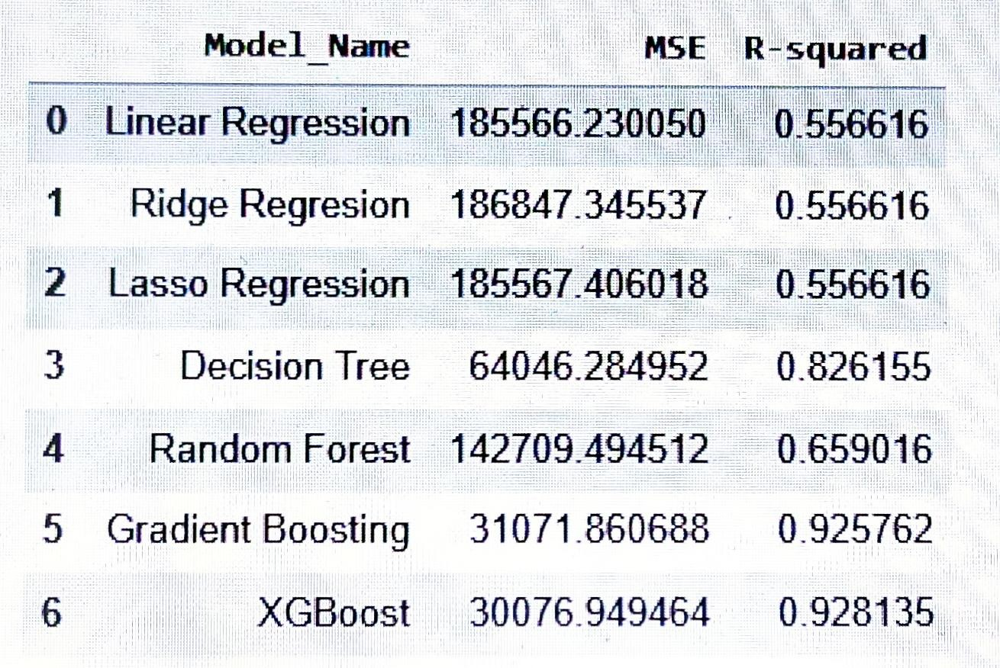 Model_Name MSE R-squared
0 Linear Regression 185566.230050 0.556616
1 Ridge Regresion 186847.345537 0.556616
2 Lasso Regression 185567.406018 0.556616
3 Decision Tree 64046.284952 0.826155
4 Random Forest 142709.494512 0.659016
5 Gradient Boosting 31071.860688 0.925762
6 XGBoost 30076.949464 0.928135